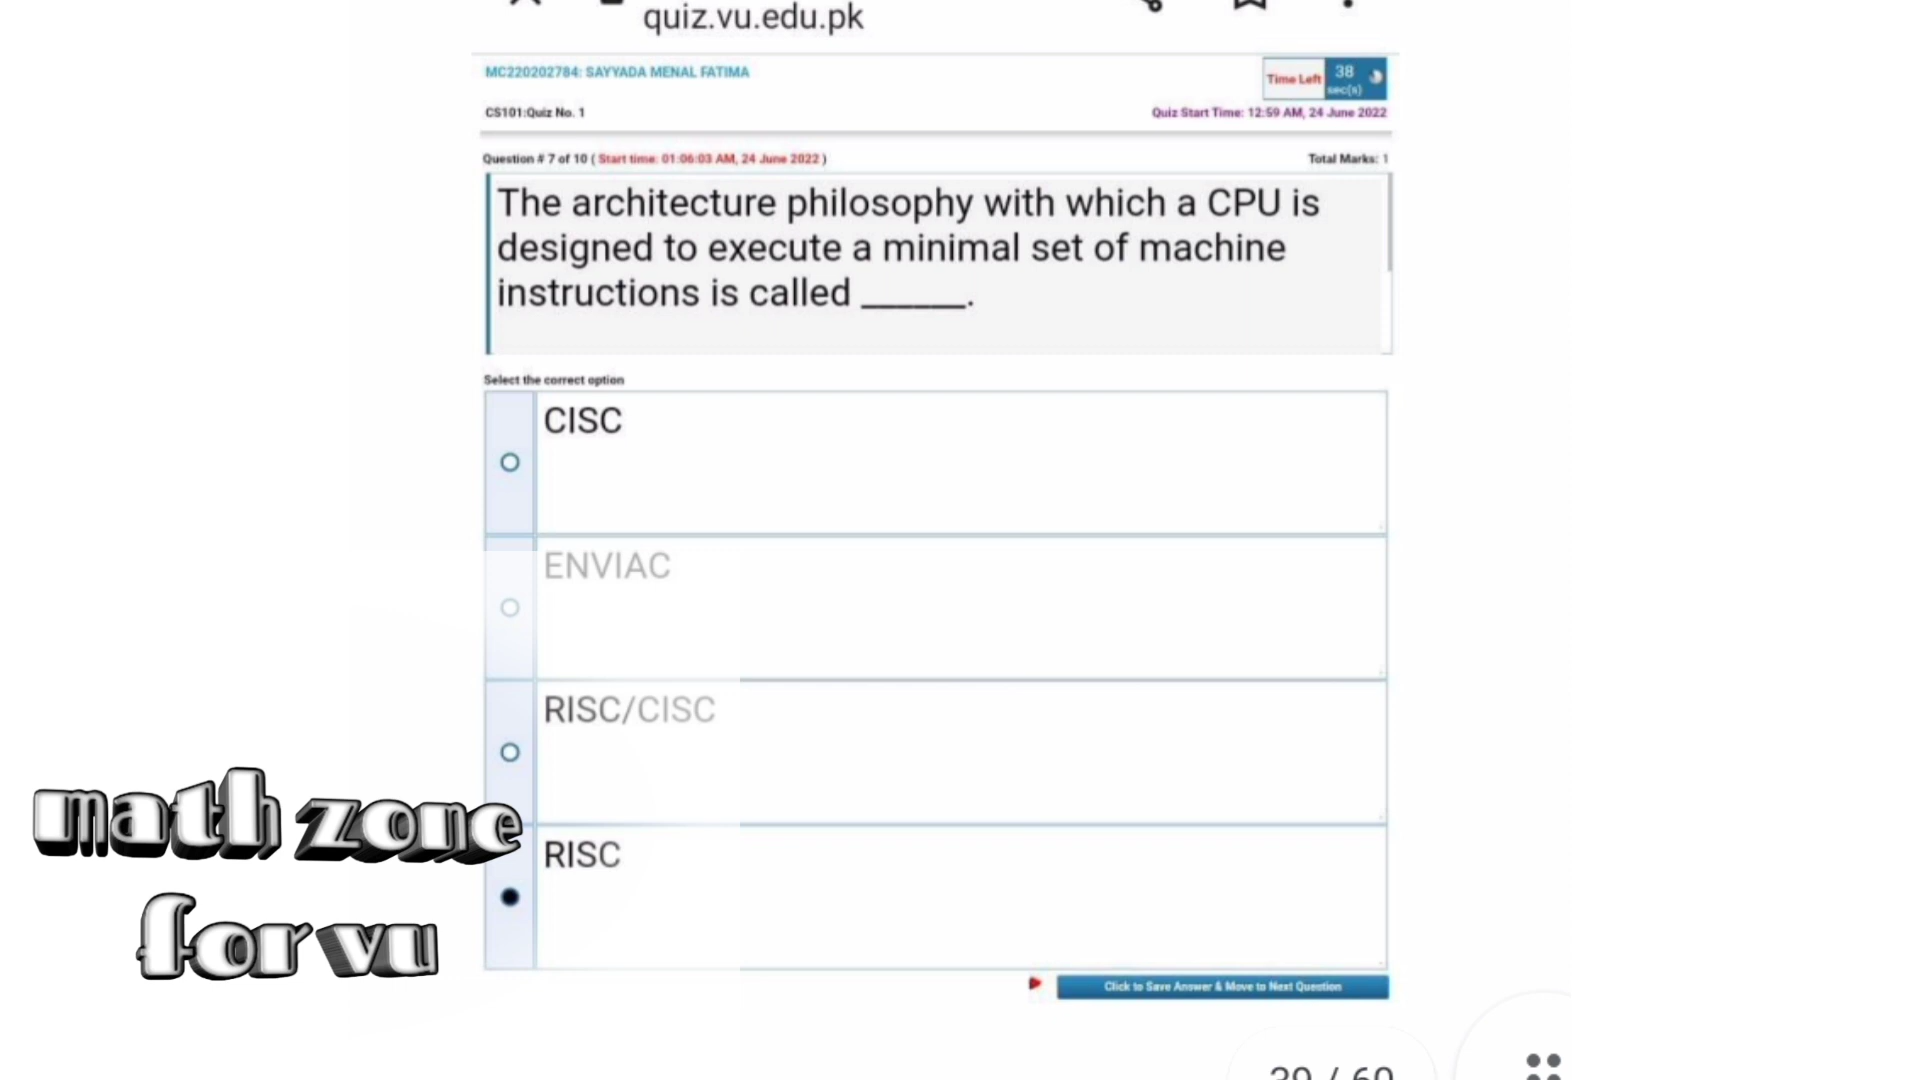 quiz.vu.edu.pk
MC220202784: SAYYADA MENAL FATIMA
Time Left 38
sec(s)
CS101:Quiz No. 1
Quiz Start Time: 12:59 AM, 24 June 2022
Question # 7 of 10 ( Start time: 01:06:03 AM, 24 June 2022 )
Total Marks: 1
The architecture philosophy with which a CPU is
designed to execute a minimal set of machine
instructions is called ______.
Select the correct option
CISC
ENVIAC
RISC/CISC
RISC
math zone
for vu
Click to Save Answer & Move to Next Question
39 / 60